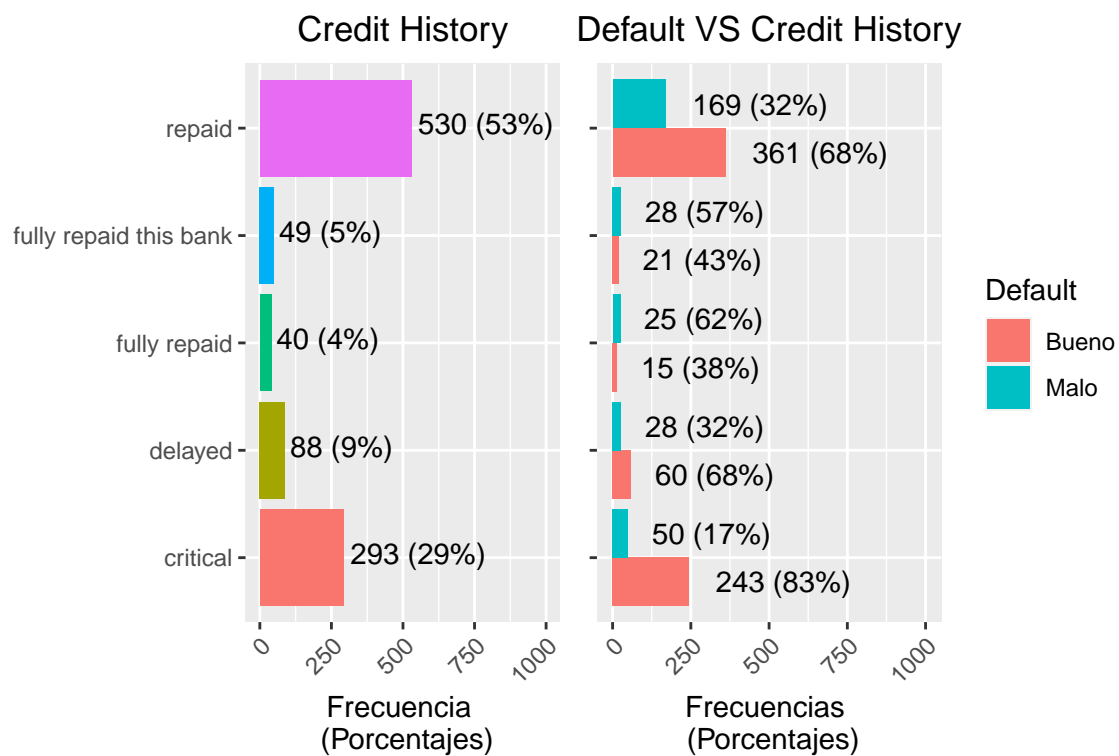 Credit History
Default VS Credit History
repaid
fully repaid this bank
fully repaid
delayed
critical
530 (53%)
49 (5%)
40 (4%)
88 (9%)
293 (29%)
0
250
500
750
1000
Frecuencia
(Porcentajes)
169 (32%)
361 (68%)
28 (57%)
21 (43%)
25 (62%)
15 (38%)
28 (32%)
60 (68%)
50 (17%)
243 (83%)
0
250
500
750
1000
Frecuencias
(Porcentajes)
Default
Bueno
Malo